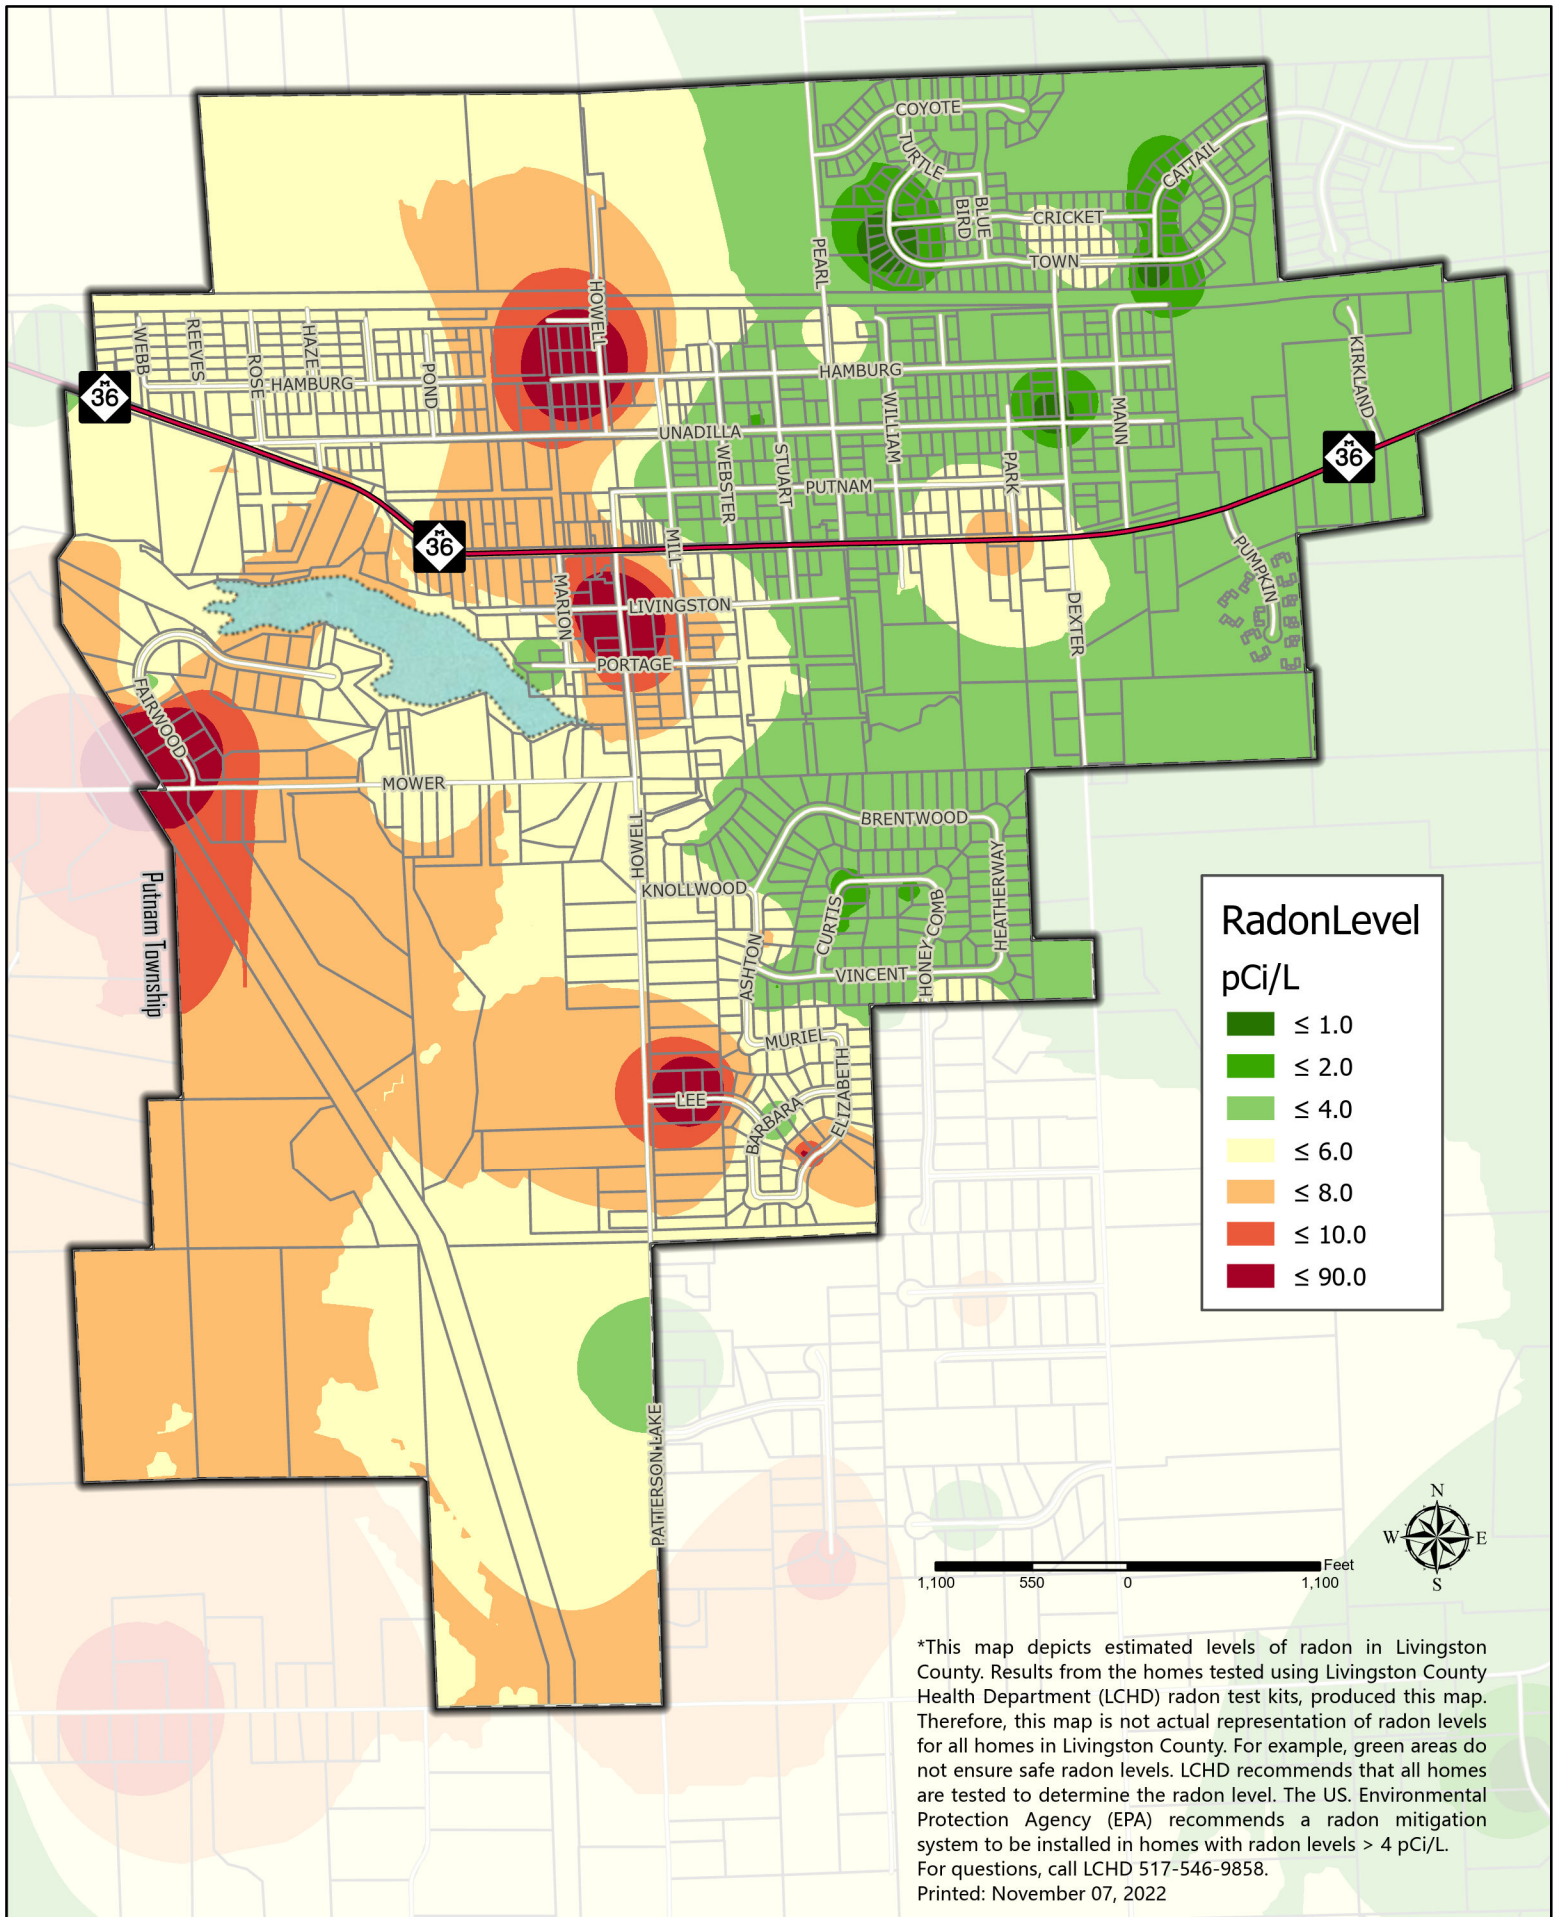 COYOTE
TURTLE
CATTAIL
BLUE
BIRD
CRICKET
TOWN
PEARL
HOWELL
WEBB
REEVES
ROSE
HAZE
POND
HAMBURG
HAMBURG
KIRKLAND
M
36
UNADILLA
WEBSTER
STUART
WILLIAM
MANN
PARK
PUTNAM
M
36
M
36
MILL
MARION
LIVINGSTON
PORTAGE
DEXTER
PUMPKIN
FAIRWOOD
MOWER
HOWELL
BRENTWOOD
KNOLLWOOD
CURTIS
HONEY COMB
HEATHERWAY
ASHTON
VINCENT
Putnam Township
MURIEL
ELIZABETH
LEE
BARBARA
PATTERSON LAKE
RadonLevel
pCi/L
≤ 1.0
≤ 2.0
≤ 4.0
≤ 6.0
≤ 8.0
≤ 10.0
≤ 90.0
N
W E
S
Feet
1,100 550 0 1,100
*This map depicts estimated levels of radon in Livingston
County. Results from the homes tested using Livingston County
Health Department (LCHD) radon test kits, produced this map.
Therefore, this map is not actual representation of radon levels
for all homes in Livingston County. For example, green areas do
not ensure safe radon levels. LCHD recommends that all homes
are tested to determine the radon level. The US. Environmental
Protection Agency (EPA) recommends a radon mitigation
system to be installed in homes with radon levels > 4 pCi/L.
For questions, call LCHD 517-546-9858.
Printed: November 07, 2022